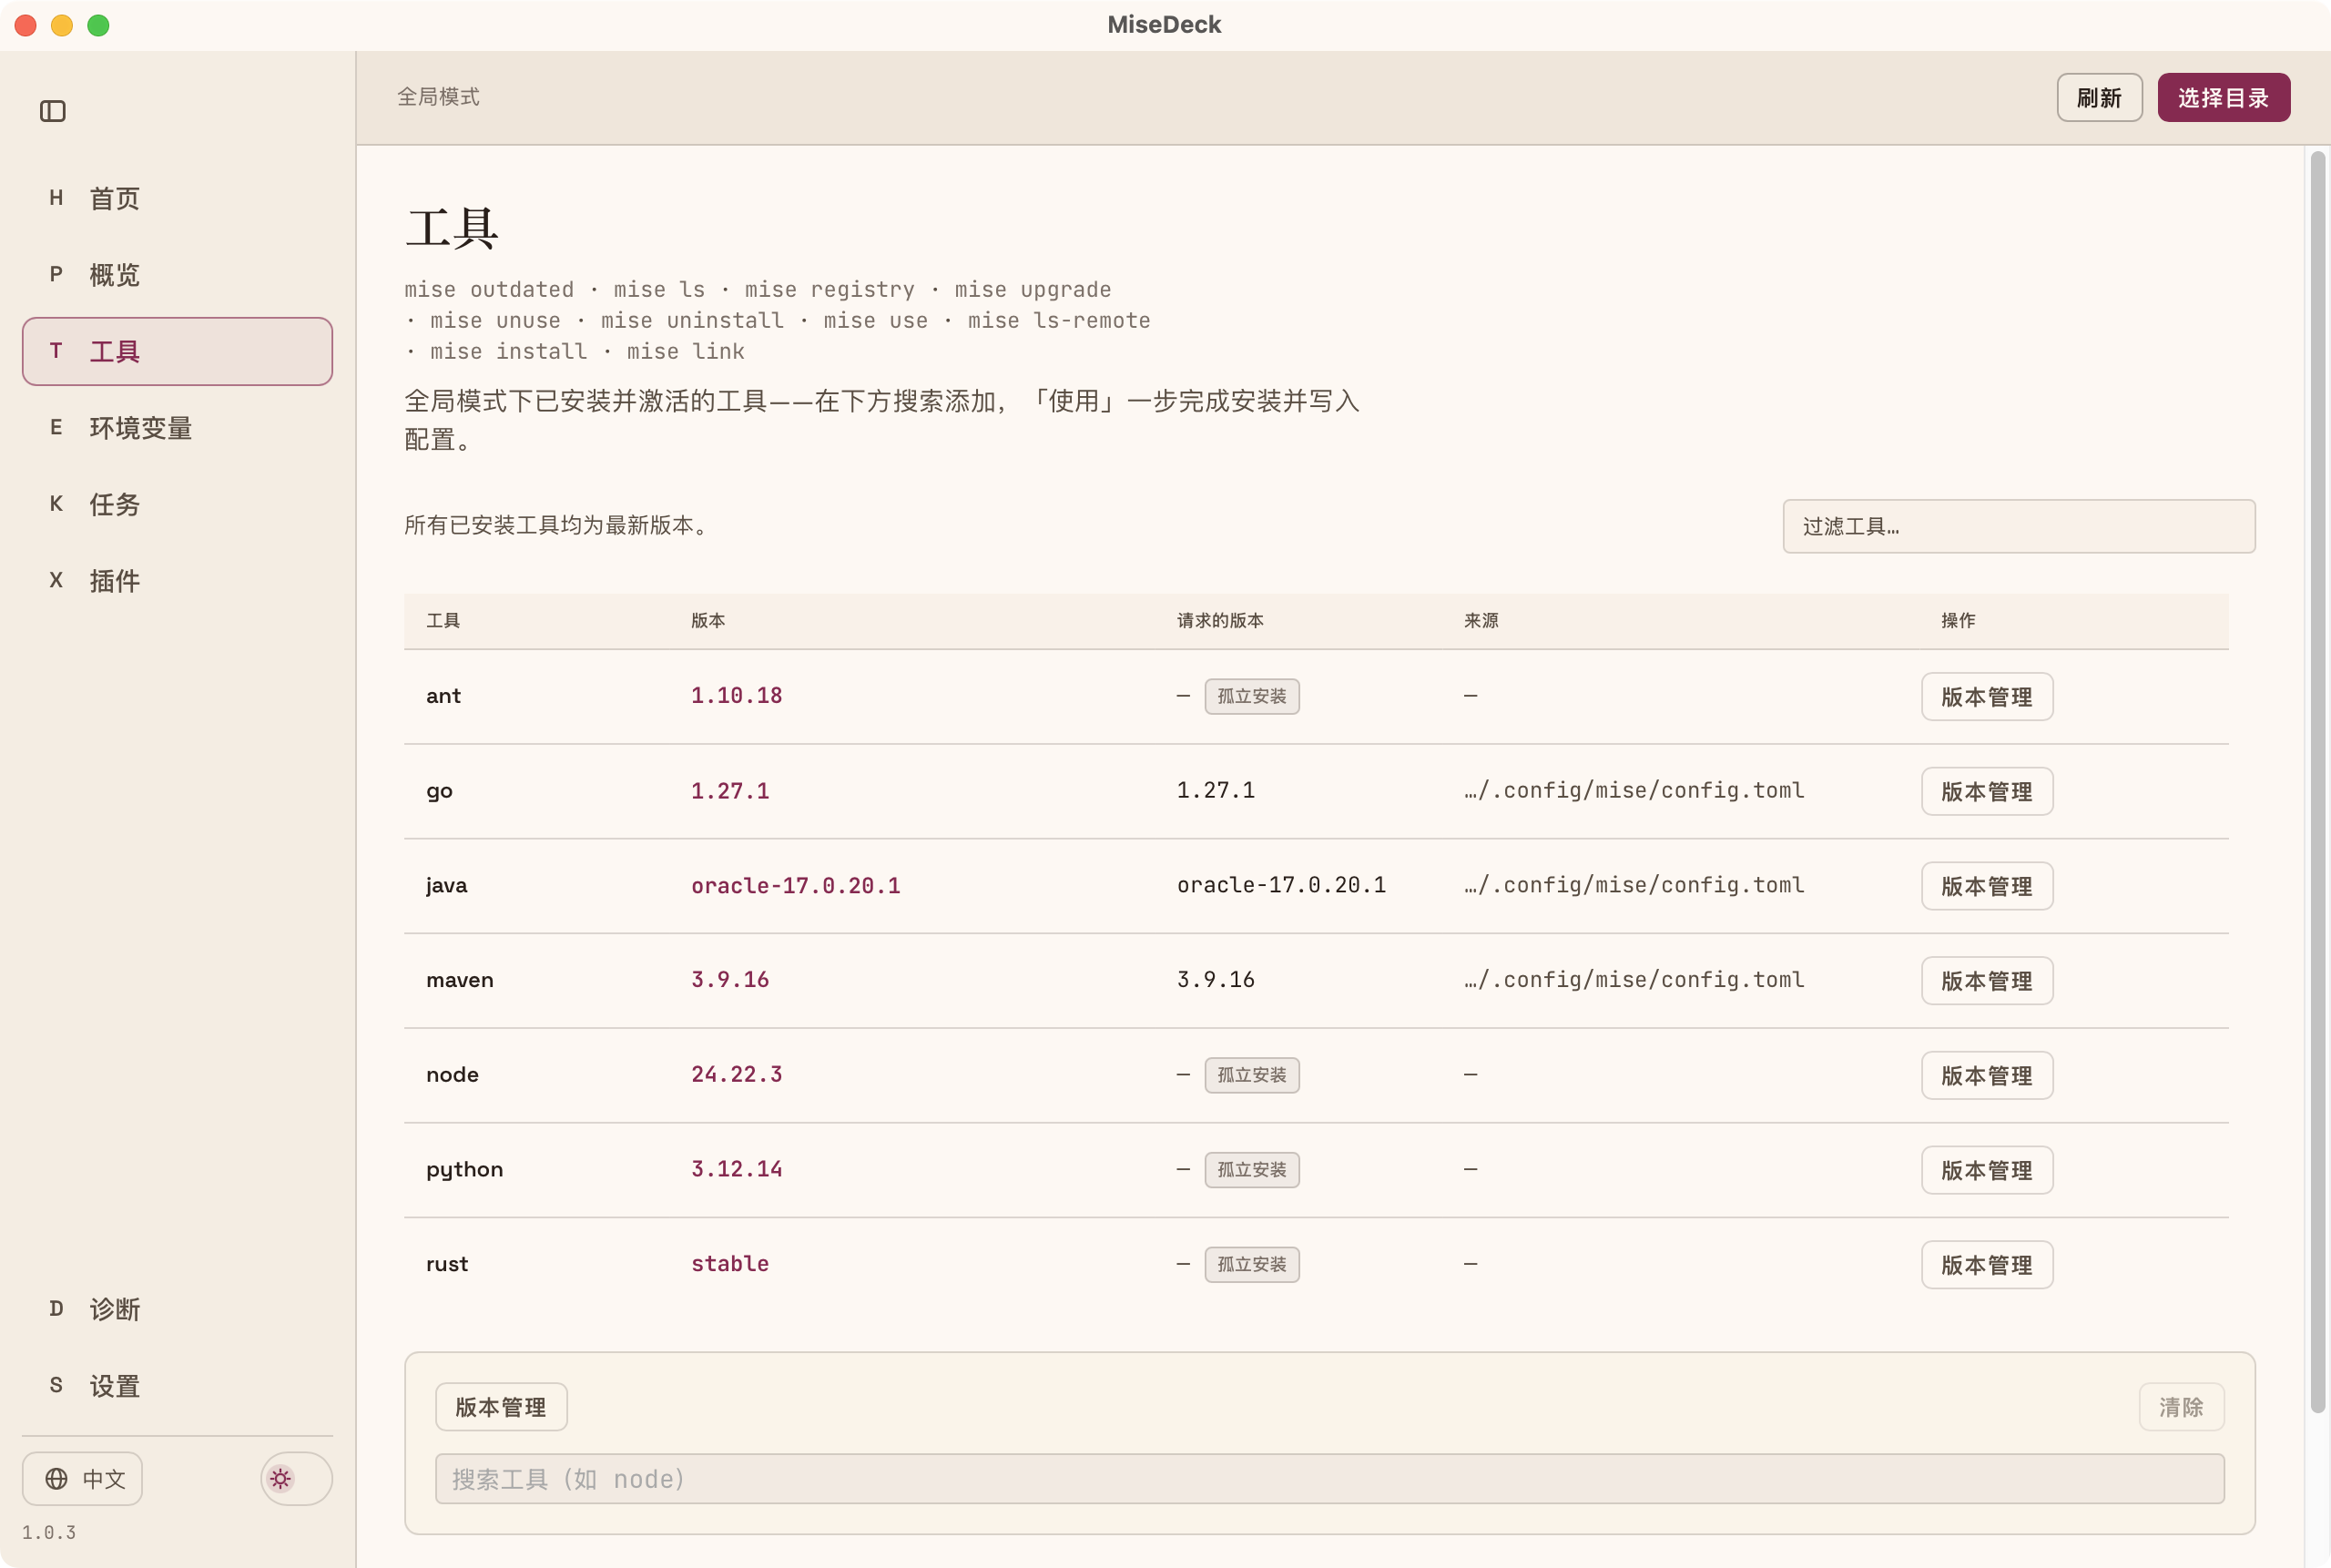 MiseDeck
全局模式
刷新
选择目录
H 首页
P 概览
T 工具
E 环境变量
K 任务
X 插件
D 诊断
S 设置
中文
1.0.3
工具
mise outdated · mise ls · mise registry · mise upgrade
· mise unuse · mise uninstall · mise use · mise ls-remote
· mise install · mise link
全局模式下已安装并激活的工具——在下方搜索添加，「使用」一步完成安装并写入
配置。
所有已安装工具均为最新版本。
过滤工具…
工具 版本 请求的版本 来源 操作
ant 1.10.18 — 孤立安装 — 版本管理
go 1.27.1 1.27.1 …/.config/mise/config.toml 版本管理
java oracle-17.0.20.1 oracle-17.0.20.1 …/.config/mise/config.toml 版本管理
maven 3.9.16 3.9.16 …/.config/mise/config.toml 版本管理
node 24.22.3 — 孤立安装 — 版本管理
python 3.12.14 — 孤立安装 — 版本管理
rust stable — 孤立安装 — 版本管理
版本管理
清除
搜索工具（如 node）